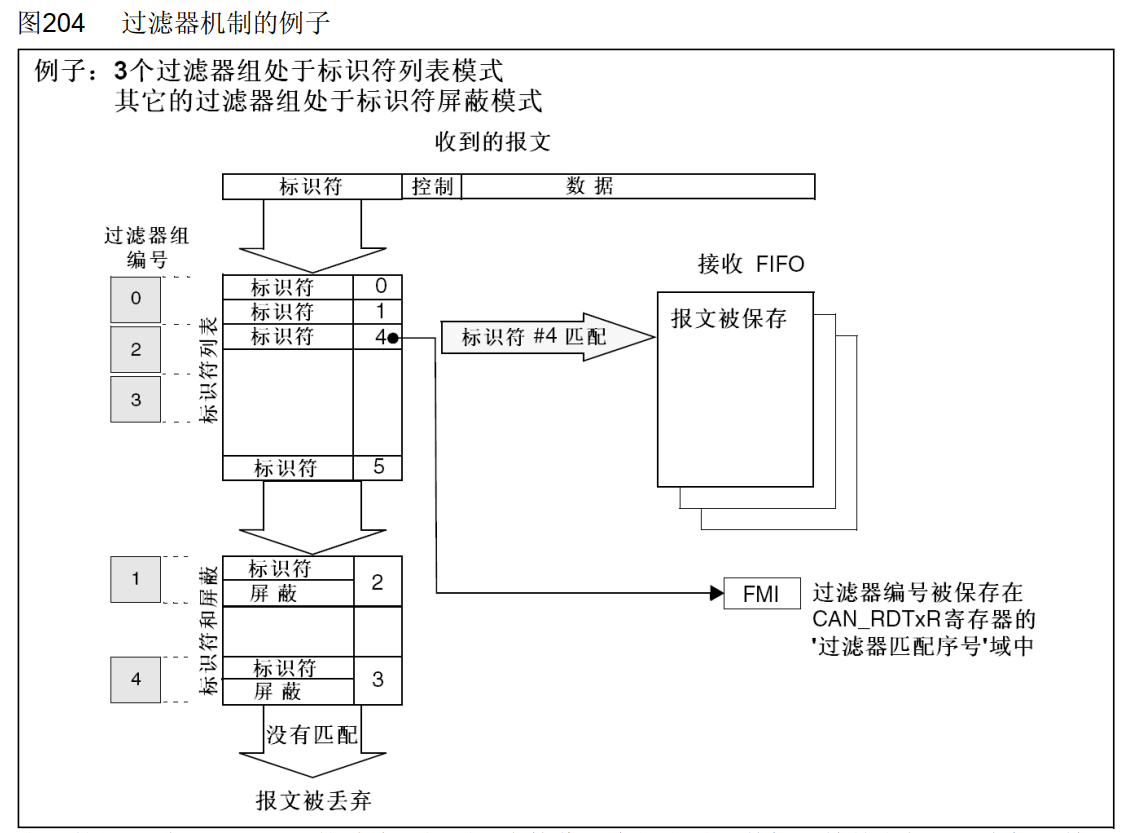 图204 过滤器机制的例子
例子：3个过滤器组处于标识符列表模式
其它的过滤器组处于标识符屏蔽模式
收到的报文
标识符 控制 数据
过滤器组
编号
0
2
3
标识符列表
标识符 0
标识符 1
标识符 4
标识符 5
标识符 #4 匹配
接收 FIFO
报文被保存
1
4
标识符和屏蔽
标识符
屏蔽
2
标识符
屏蔽
3
FMI
过滤器编号被保存在
CAN_RDTxR寄存器的
'过滤器匹配序号'域中
没有匹配
报文被丢弃